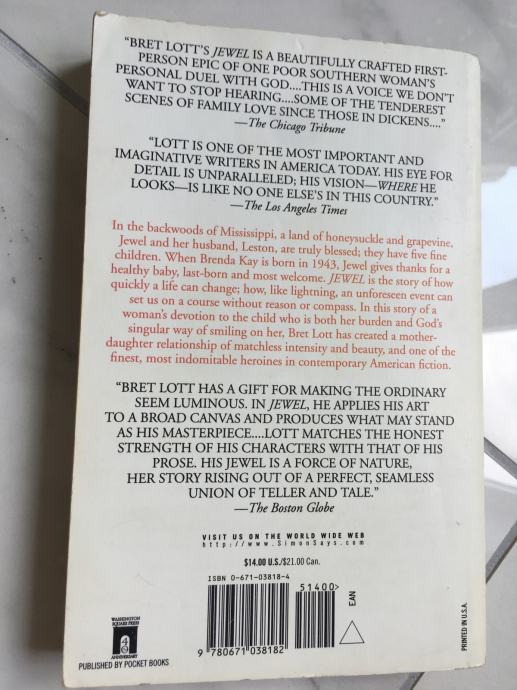 "BRET LOTT'S JEWEL IS A BEAUTIFULLY CRAFTED FIRST-
PERSON EPIC OF ONE POOR SOUTHERN WOMAN'S
PERSONAL DUEL WITH GOD....THIS IS A VOICE WE DON'T
WANT TO STOP HEARING....SOME OF THE TENDEREST
SCENES OF FAMILY LOVE SINCE THOSE IN DICKENS...."
—The Chicago Tribune
"LOTT IS ONE OF THE MOST IMPORTANT AND
IMAGINATIVE WRITERS IN AMERICA TODAY. HIS EYE FOR
DETAIL IS UNPARALLELED; HIS VISION—WHERE HE
LOOKS—IS LIKE NO ONE ELSE'S IN THIS COUNTRY."
—The Los Angeles Times
In the backwoods of Mississippi, a land of honeysuckle and grapevine,
Jewel and her husband, Leston, are truly blessed; they have five fine
children. When Brenda Kay is born in 1943, Jewel gives thanks for a
healthy baby, last-born and most welcome. JEWEL is the story of how
quickly a life can change; how, like lightning, an unforeseen event can
set us on a course without reason or compass. In this story of a
woman's devotion to the child who is both her burden and God's
singular way of smiling on her, Bret Lott has created a mother-
daughter relationship of matchless intensity and beauty, and one of the
finest, most indomitable heroines in contemporary American fiction.
"BRET LOTT HAS A GIFT FOR MAKING THE ORDINARY
SEEM LUMINOUS. IN JEWEL, HE APPLIES HIS ART
TO A BROAD CANVAS AND PRODUCES WHAT MAY STAND
AS HIS MASTERPIECE....LOTT MATCHES THE HONEST
STRENGTH OF HIS CHARACTERS WITH THAT OF HIS
PROSE. HIS JEWEL IS A FORCE OF NATURE,
HER STORY RISING OUT OF A PERFECT, SEAMLESS
UNION OF TELLER AND TALE."
—The Boston Globe
VISIT US ON THE WORLD WIDE WEB
http://www.SimonSays.com
$14.00 U.S./$21.00 Can.
ISBN 0-671-03818-4
51400>
EAN
9 780671 038182
WASHINGTON
SQUARE PRESS
40
ANNIVERSARY
PUBLISHED BY POCKET BOOKS
PRINTED IN U.S.A.